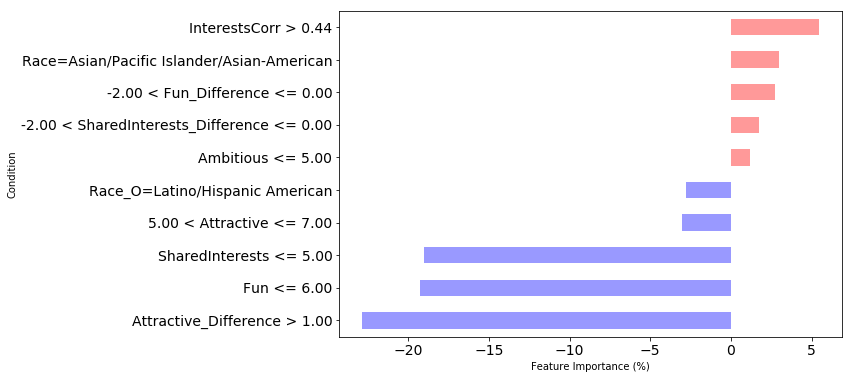 InterestsCorr > 0.44
Race=Asian/Pacific Islander/Asian-American
-2.00 < Fun_Difference <= 0.00
-2.00 < SharedInterests_Difference <= 0.00
Ambitious <= 5.00
Race_O=Latino/Hispanic American
5.00 < Attractive <= 7.00
SharedInterests <= 5.00
Fun <= 6.00
Attractive_Difference > 1.00
Condition
−20 −15 −10 −5 0 5
Feature Importance (%)